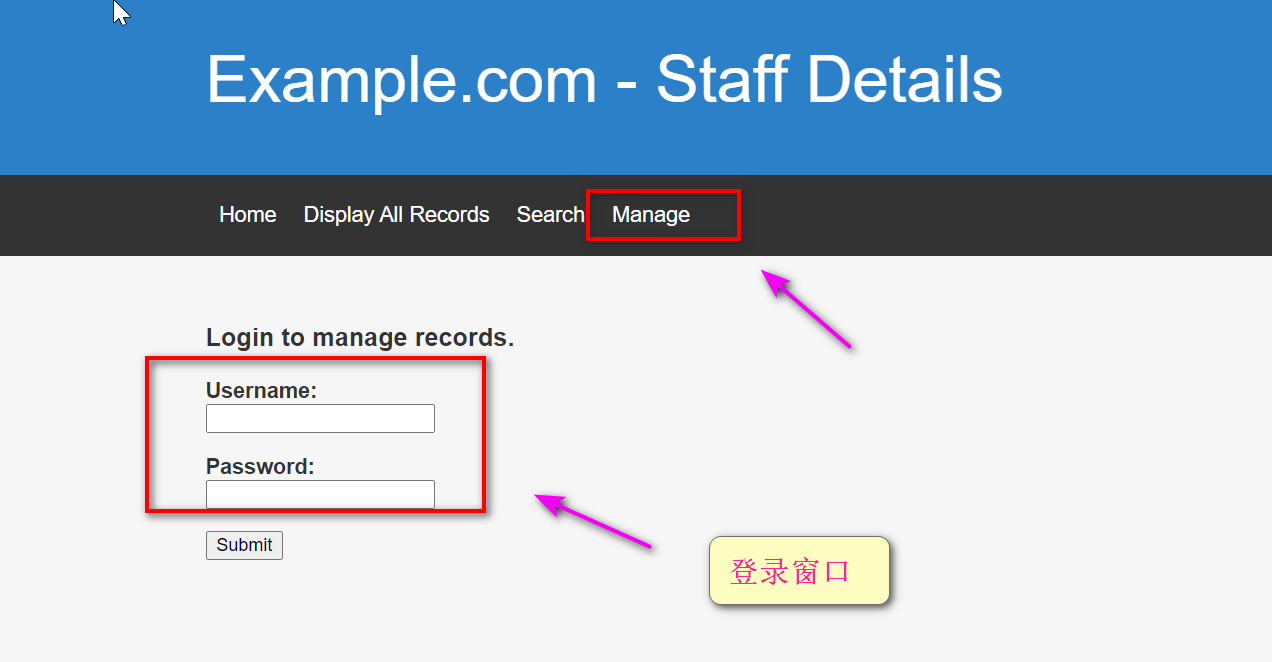 Example.com - Staff Details
Home Display All Records Search Manage
Login to manage records.
Username:
Password:
Submit
登录窗口